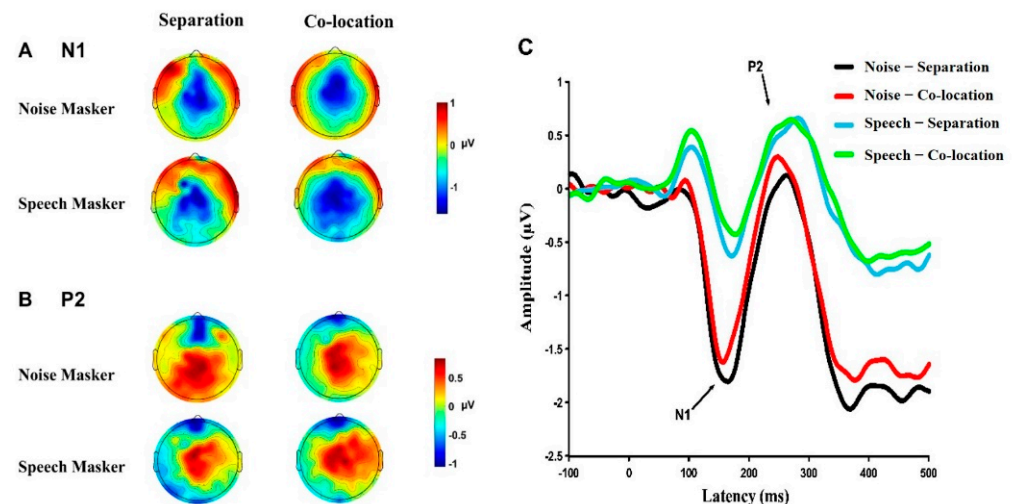 Separation Co-location
A N1
Noise Masker
Speech Masker
1
0 μV
-1
B P2
Noise Masker
Speech Masker
0.5
0 μV
-0.5
-1
C
P2
N1
Noise – Separation
Noise – Co-location
Speech – Separation
Speech – Co-location
Amplitude (μV)
1
0.5
0
-0.5
-1
-1.5
-2
-2.5
-100 0 100 200 300 400 500
Latency (ms)